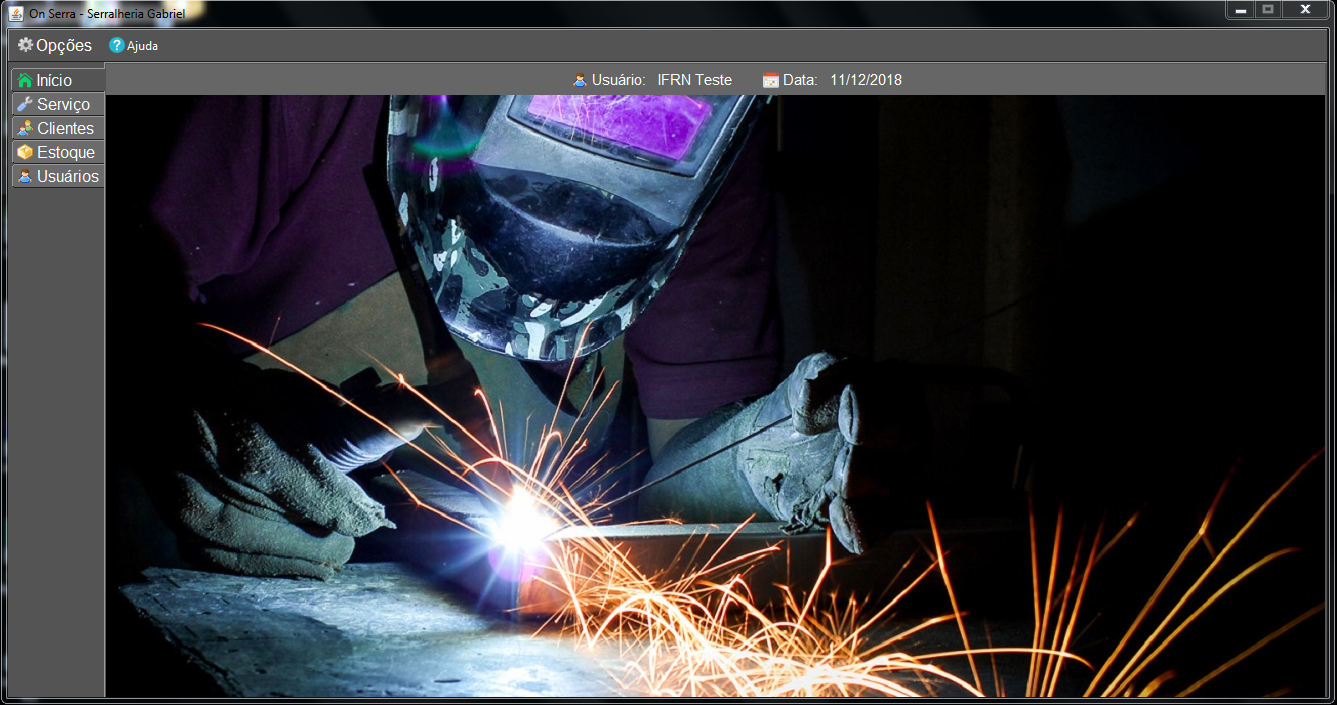 On Serra - Serralheria Gabriel
Opções Ajuda
Usuário: IFRN Teste Data: 11/12/2018
Início
Serviço
Clientes
Estoque
Usuários